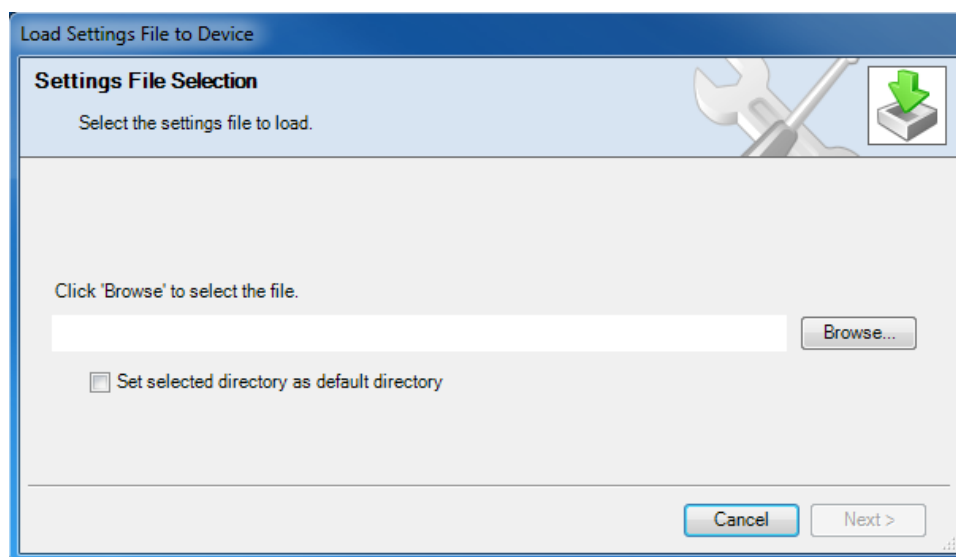 Load Settings File to Device
Settings File Selection
Select the settings file to load.
Click 'Browse' to select the file.
Browse...
Set selected directory as default directory
Cancel
Next >